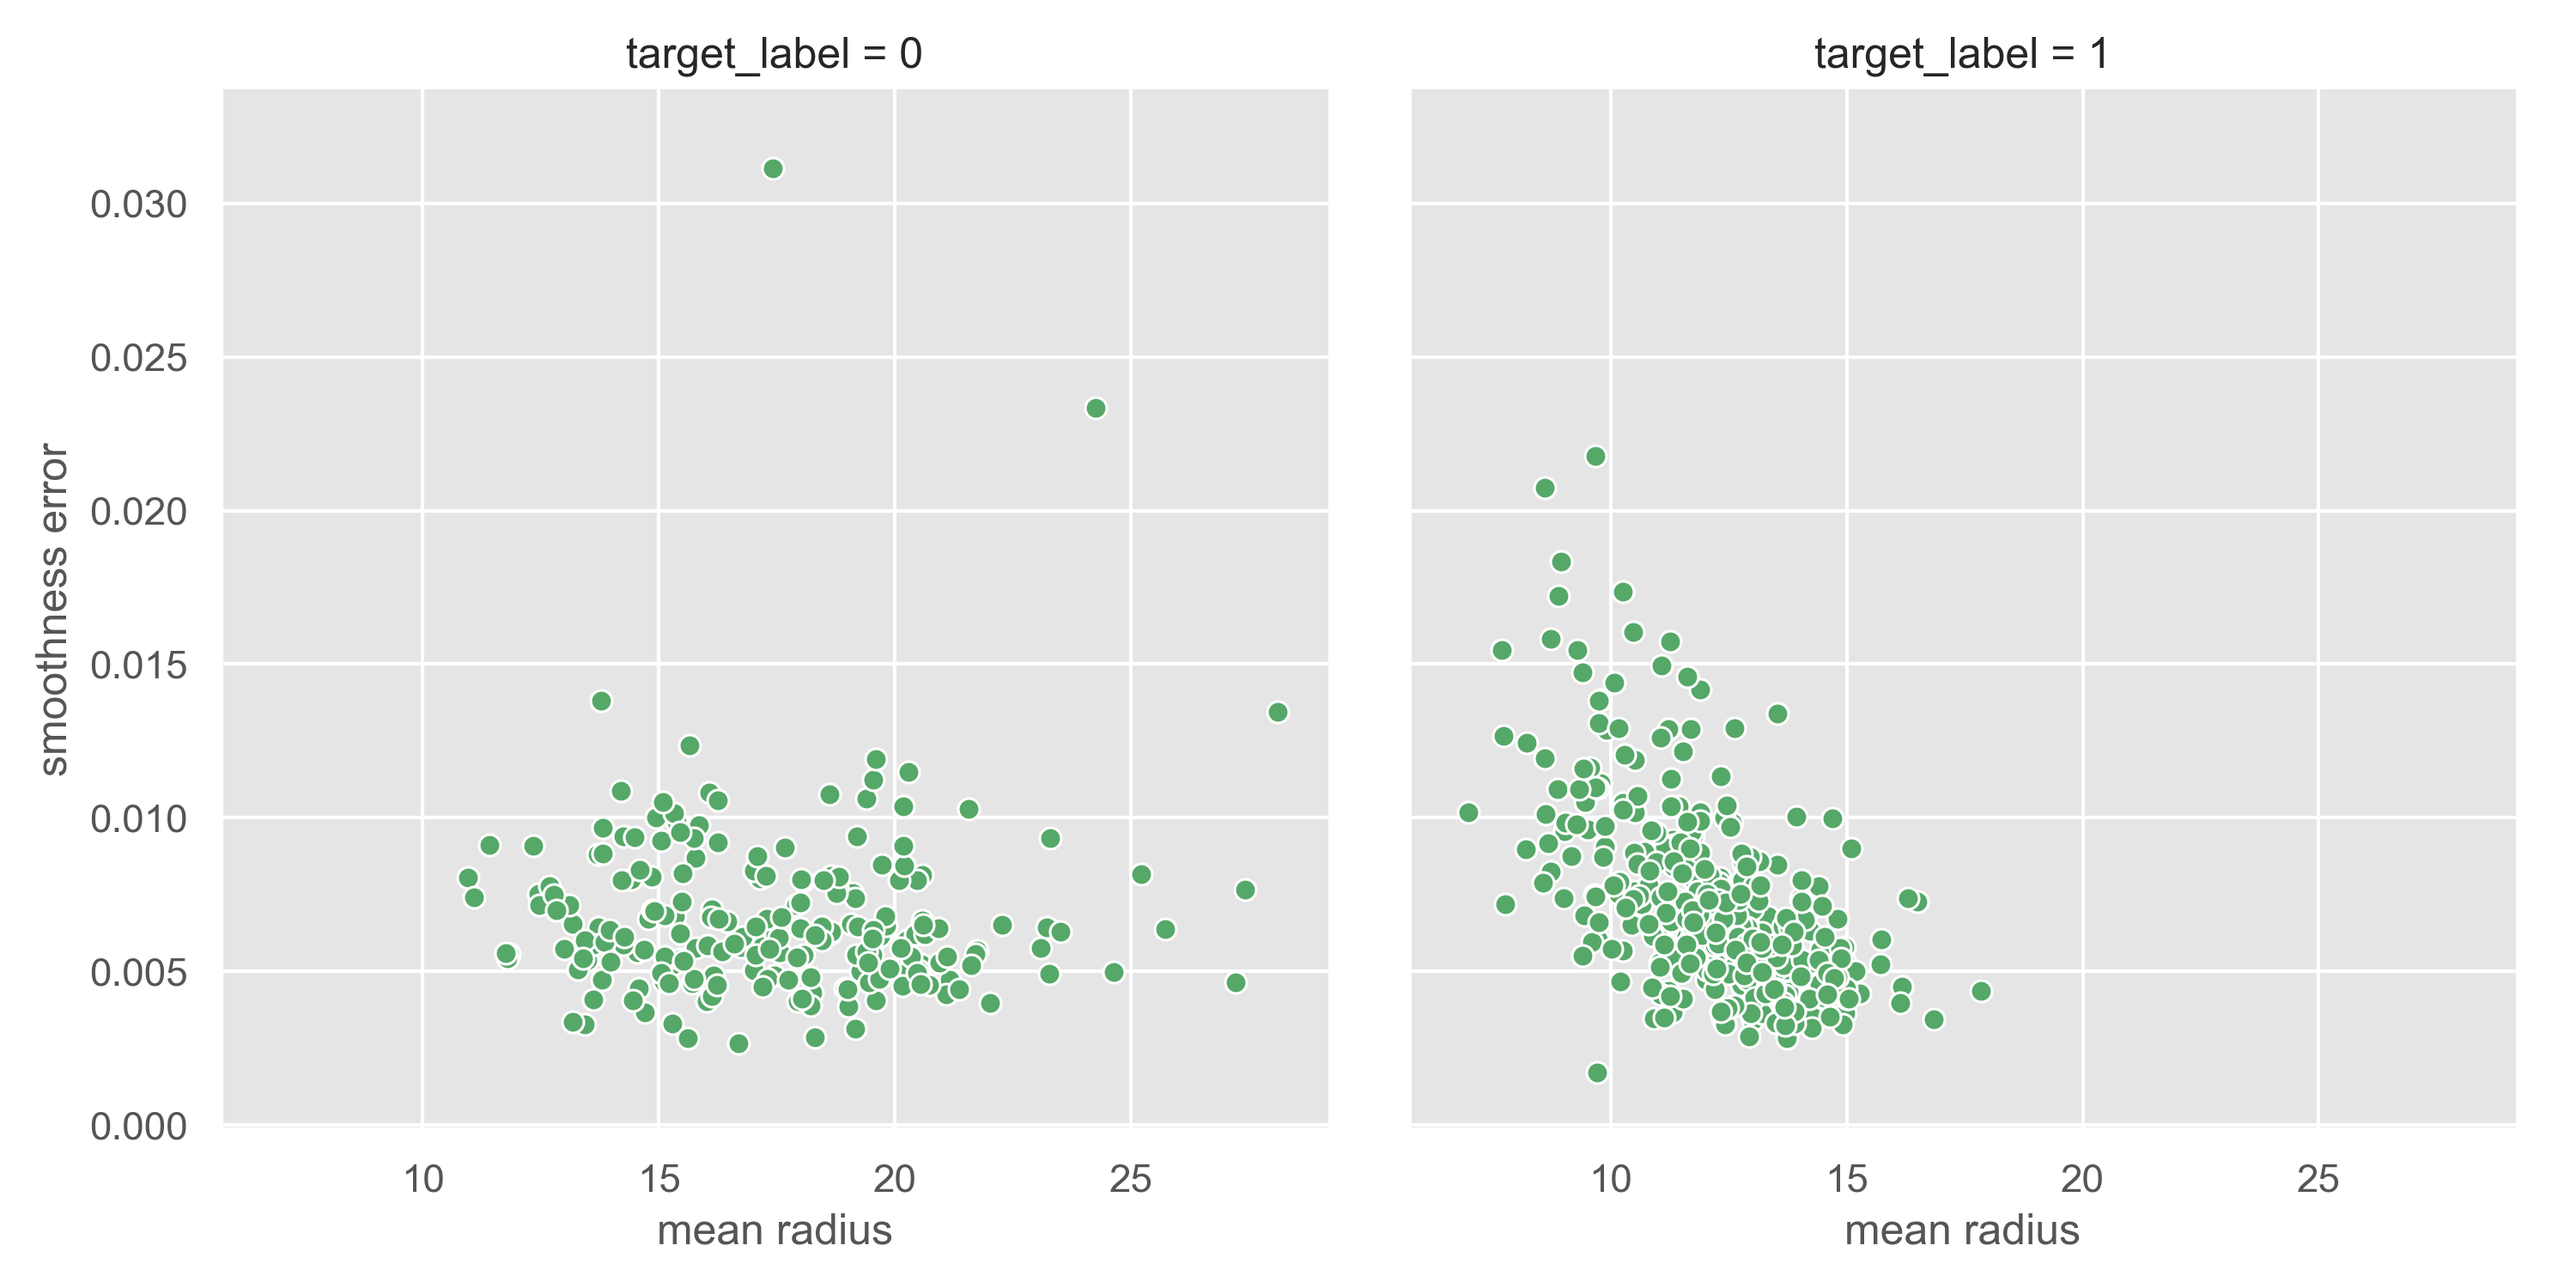 target_label = 0
target_label = 1
0.030
0.025
0.020
0.015
0.010
0.005
0.000
smoothness error
10 15 20 25
10 15 20 25
mean radius
mean radius